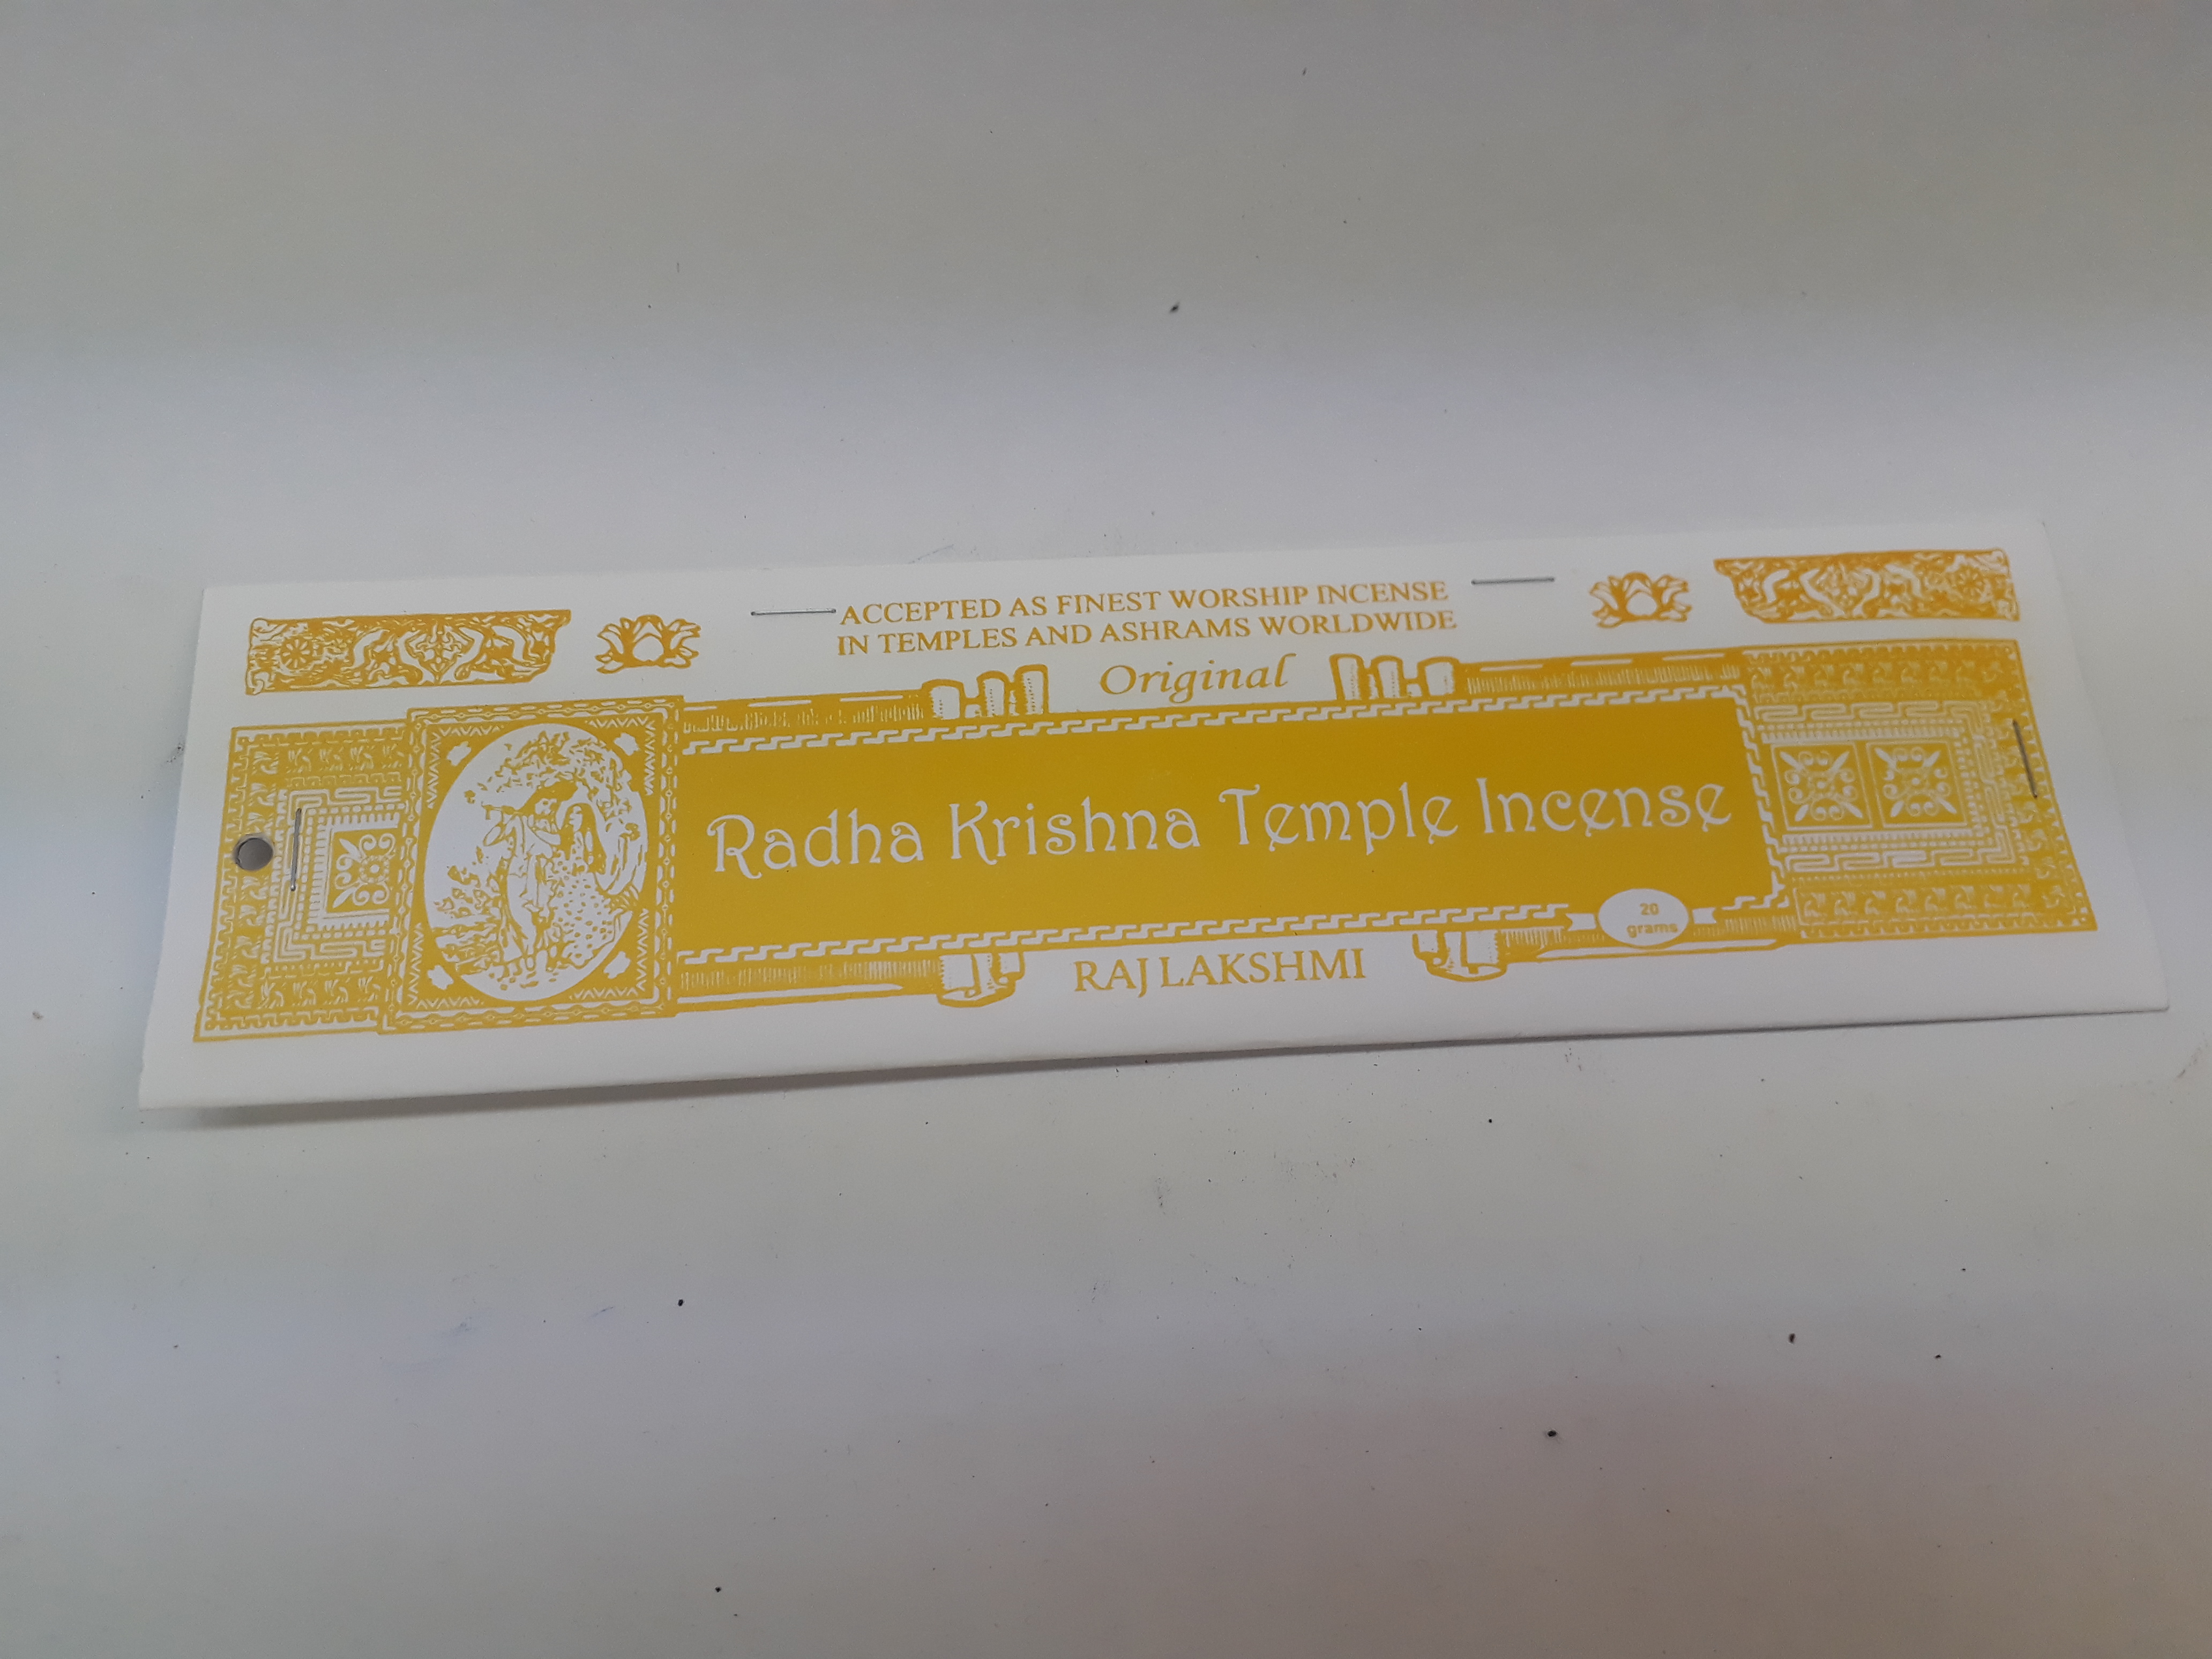 ACCEPTED AS FINEST WORSHIP INCENSE
IN TEMPLES AND ASHRAMS WORLDWIDE
Original
Radha Krishna Temple Incense
20
grams
RAJ LAKSHMI